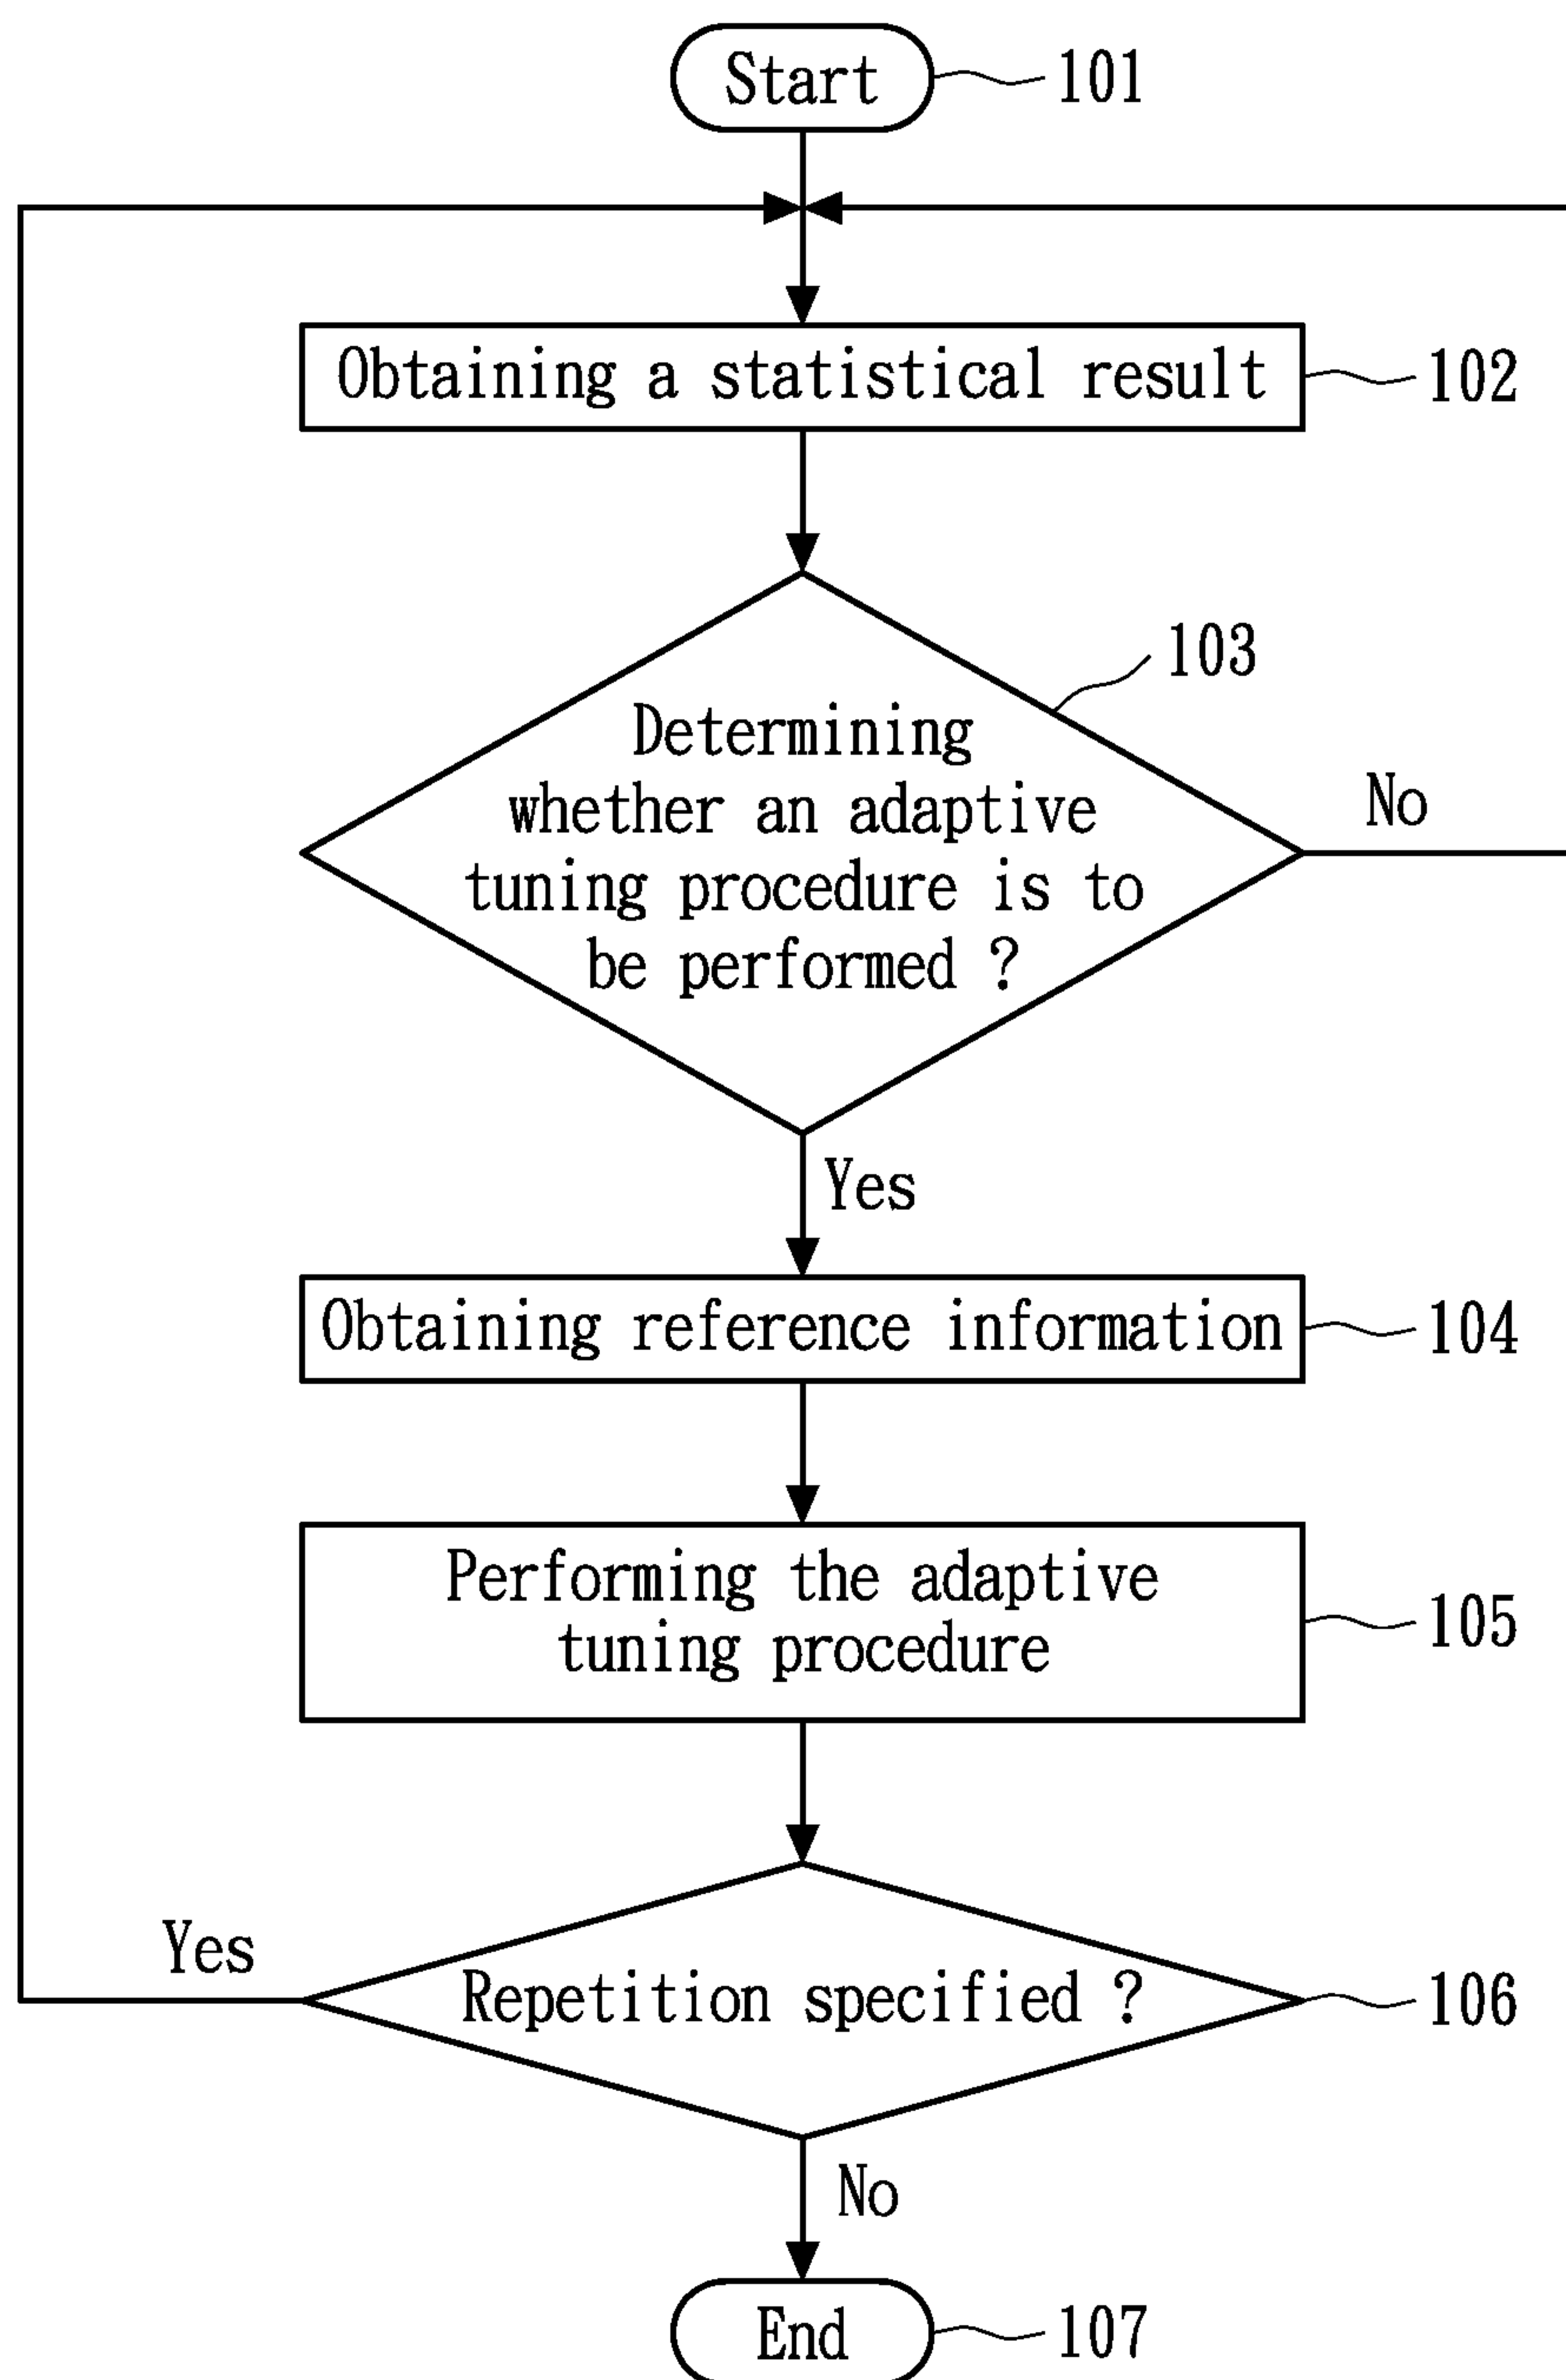 Start
101
Obtaining a statistical result
102
103
Determining
whether an adaptive
tuning procedure is to
be performed ?
No
Yes
Obtaining reference information
104
Performing the adaptive
tuning procedure
105
Yes
Repetition specified ?
106
No
End
107